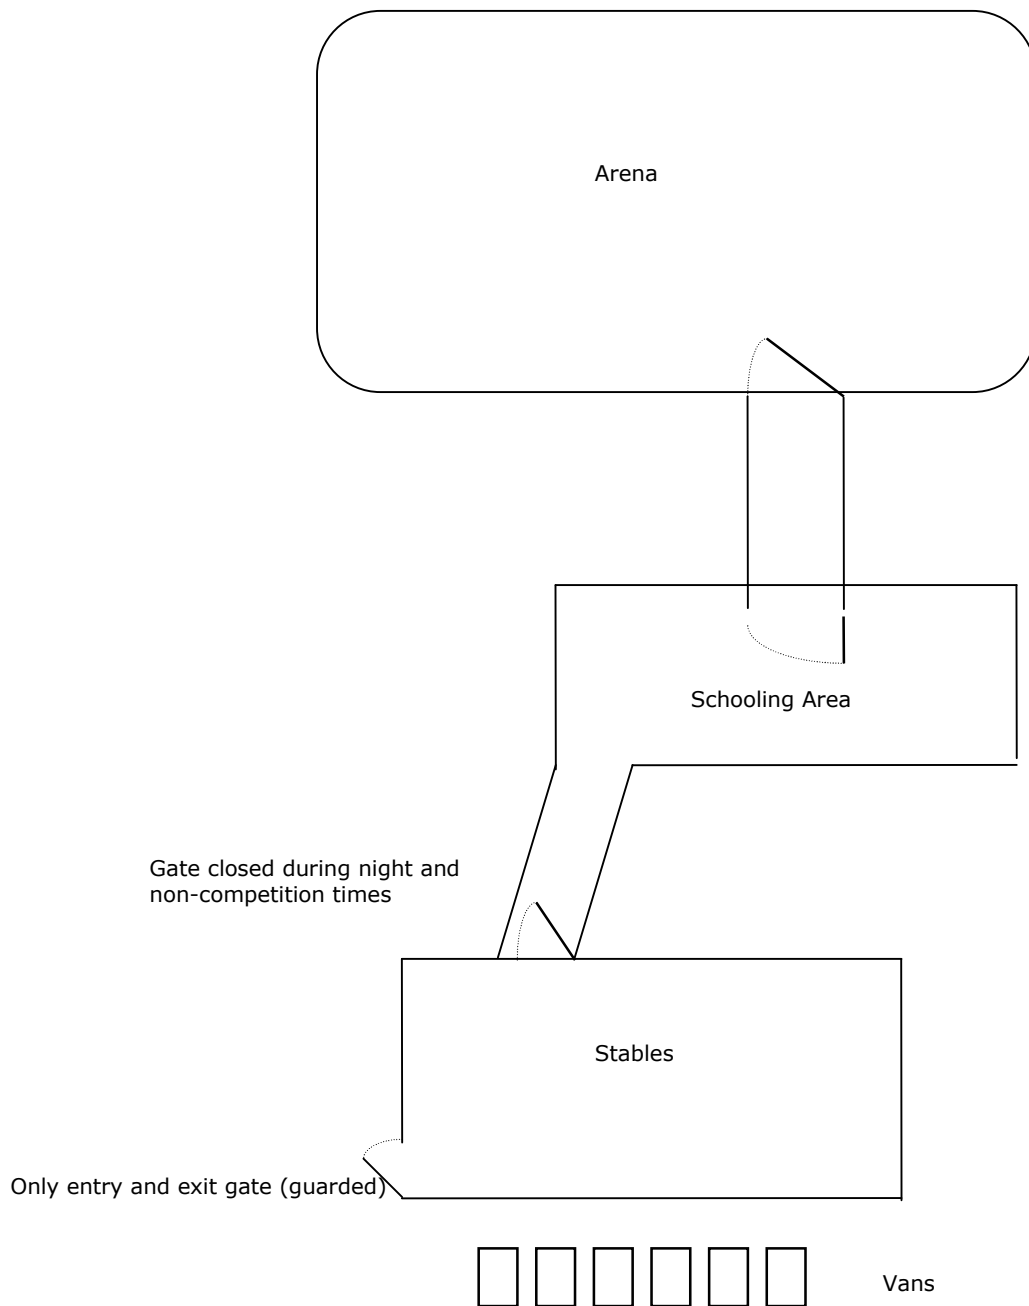 Arena
Schooling Area
Gate closed during night and
non-competition times
Stables
Only entry and exit gate (guarded)
Vans